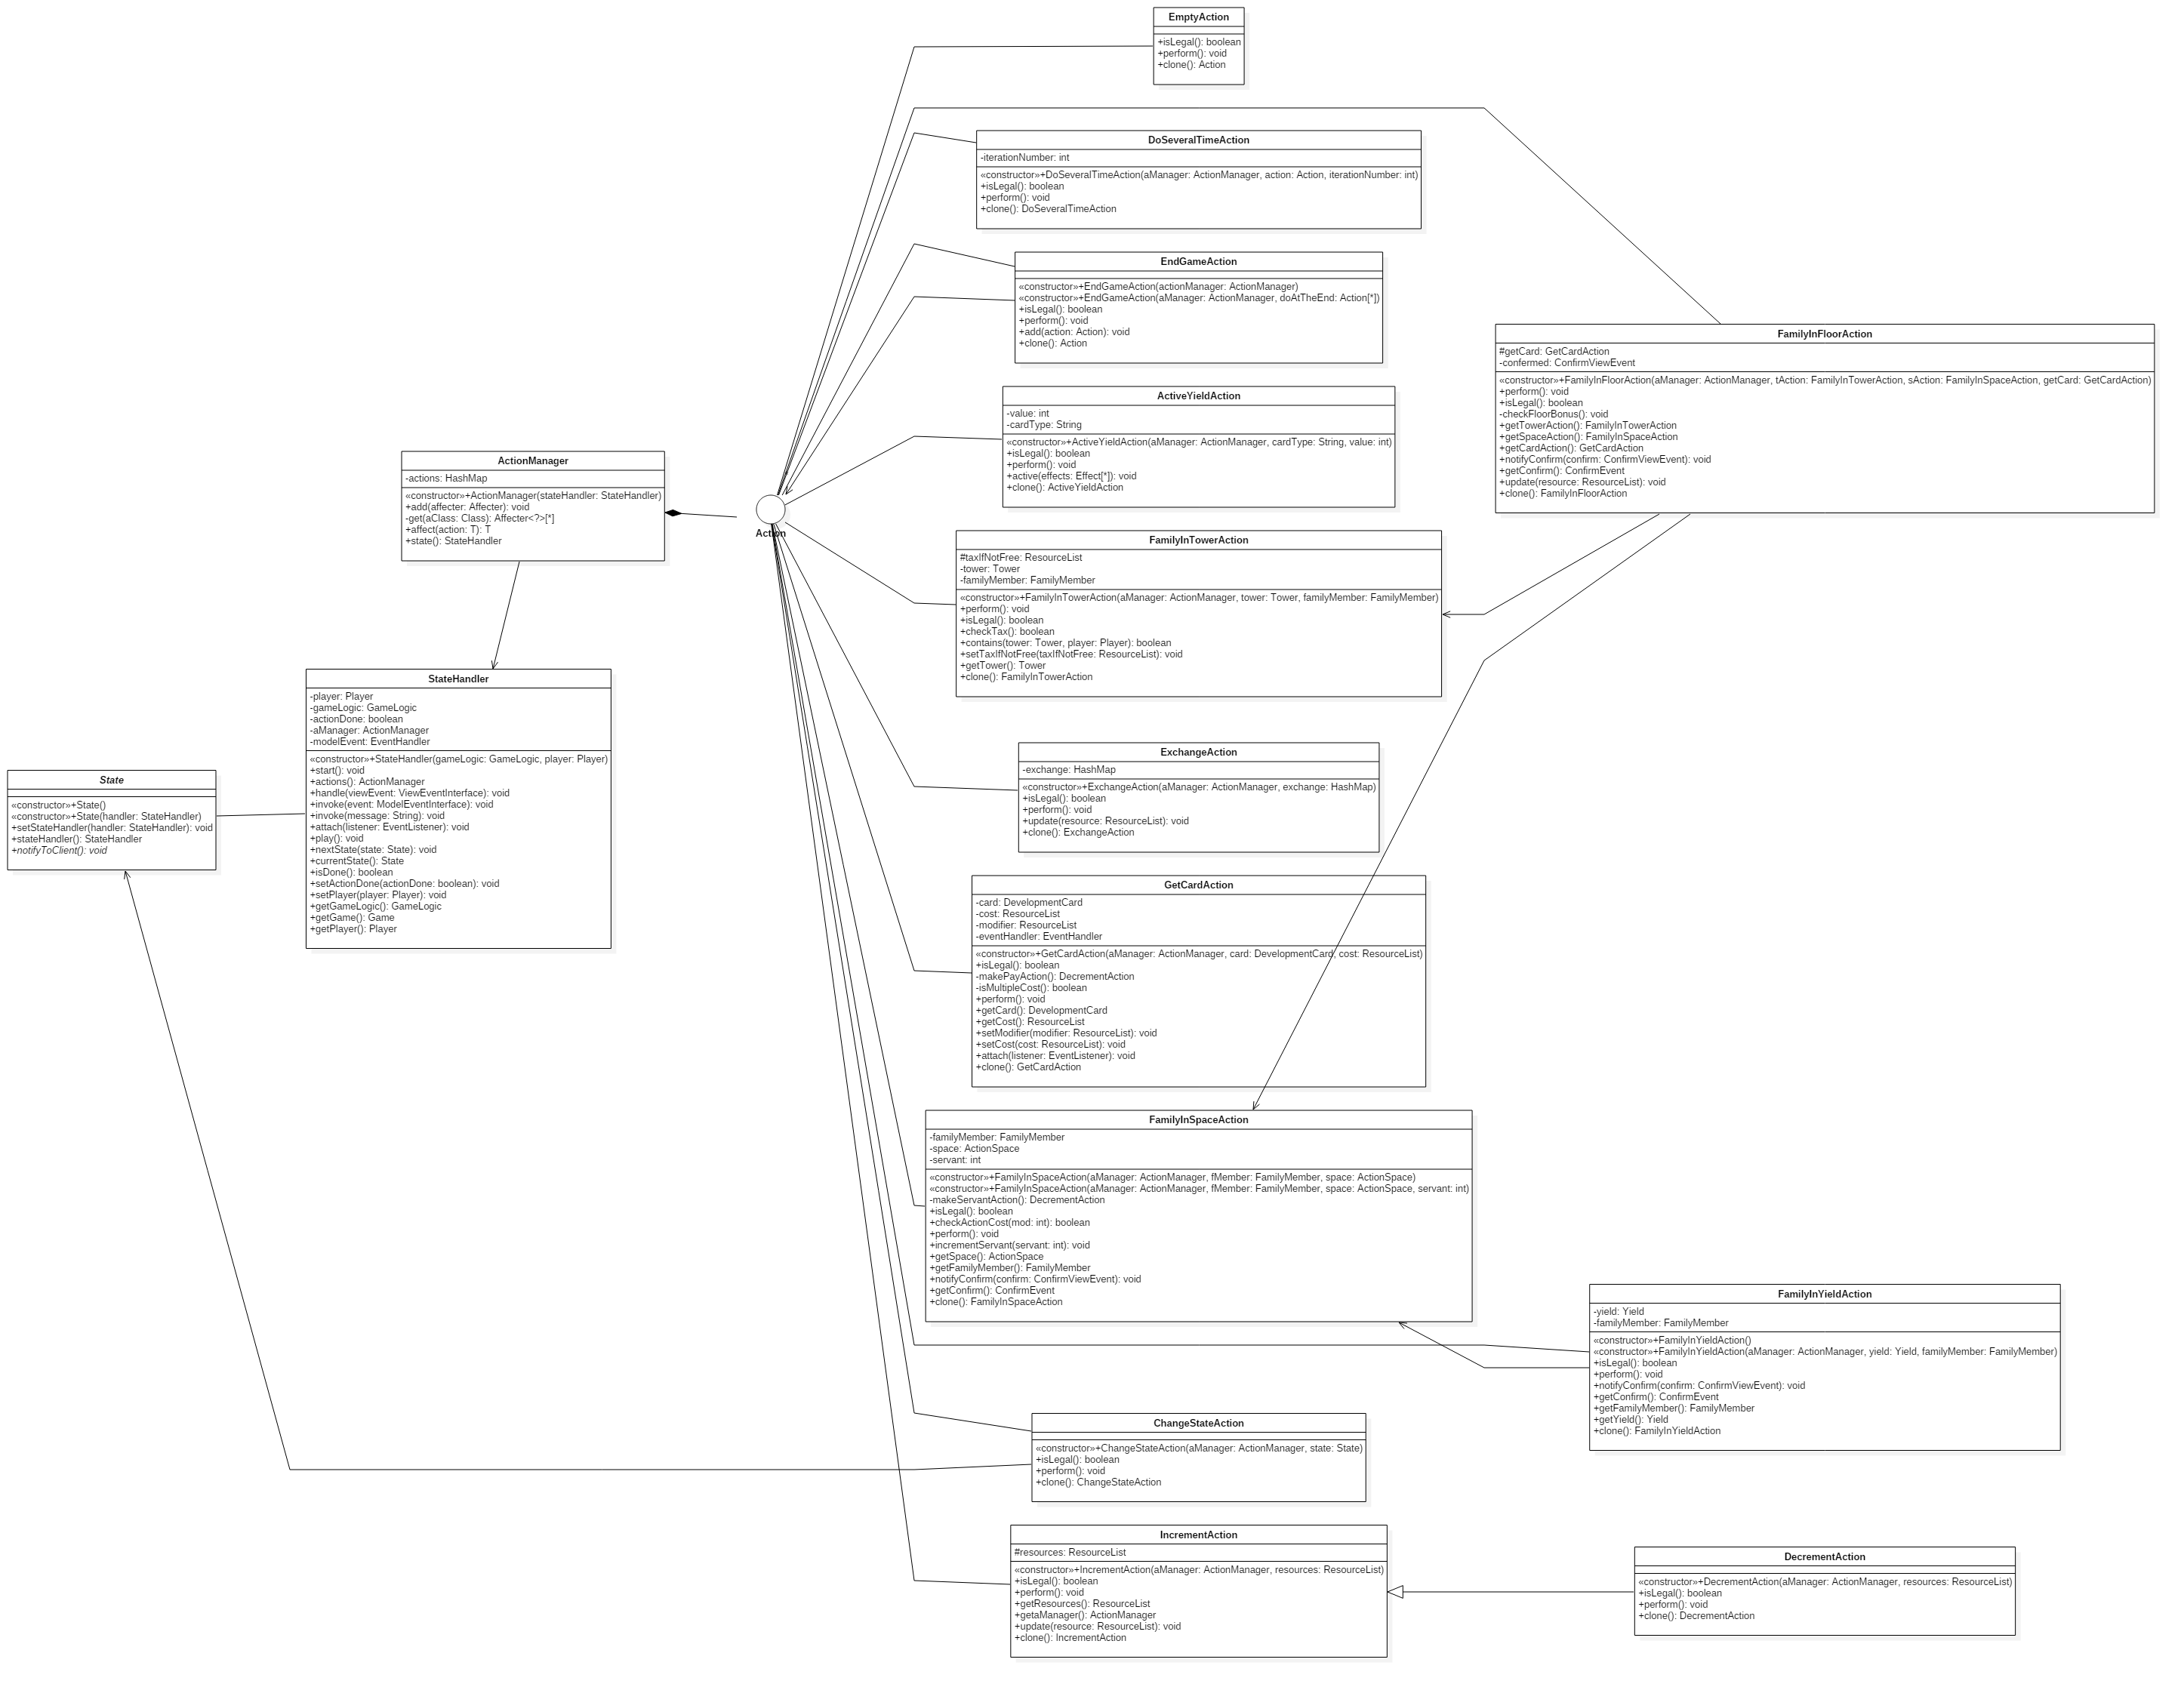 EmptyAction
+isLegal(): boolean
+perform(): void
+clone(): Action
DoSeveralTimeAction
-iterationNumber: int
«constructor»+DoSeveralTimeAction(aManager: ActionManager, action: Action, iterationNumber: int)
+isLegal(): boolean
+perform(): void
+clone(): DoSeveralTimeAction
EndGameAction
«constructor»+EndGameAction(actionManager: ActionManager)
«constructor»+EndGameAction(aManager: ActionManager, doAtTheEnd: Action[*])
+isLegal(): boolean
+perform(): void
+add(action: Action): void
+clone(): Action
FamilyInFloorAction
#getCard: GetCardAction
-confermed: ConfirmViewEvent
«constructor»+FamilyInFloorAction(aManager: ActionManager, tAction: FamilyInTowerAction, sAction: FamilyInSpaceAction, getCard: GetCardAction)
+perform(): void
+isLegal(): boolean
-checkFloorBonus(): void
+getTowerAction(): FamilyInTowerAction
+getSpaceAction(): FamilyInSpaceAction
+getCardAction(): GetCardAction
+notifyConfirm(confirm: ConfirmViewEvent): void
+getConfirm(): ConfirmEvent
+update(resource: ResourceList): void
+clone(): FamilyInFloorAction
ActiveYieldAction
-value: int
-cardType: String
«constructor»+ActiveYieldAction(aManager: ActionManager, cardType: String, value: int)
+isLegal(): boolean
+perform(): void
+active(effects: Effect[*]): void
+clone(): ActiveYieldAction
ActionManager
-actions: HashMap
«constructor»+ActionManager(stateHandler: StateHandler)
+add(affecter: Affecter): void
-get(aClass: Class): Affecter<?>[*]
+affect(action: T): T
+state(): StateHandler
Action
FamilyInTowerAction
#taxIfNotFree: ResourceList
-tower: Tower
-familyMember: FamilyMember
«constructor»+FamilyInTowerAction(aManager: ActionManager, tower: Tower, familyMember: FamilyMember)
+perform(): void
+isLegal(): boolean
+checkTax(): boolean
+contains(tower: Tower, player: Player): boolean
+setTaxIfNotFree(taxIfNotFree: ResourceList): void
+getTower(): Tower
+clone(): FamilyInTowerAction
StateHandler
-player: Player
-gameLogic: GameLogic
-actionDone: boolean
-aManager: ActionManager
-modelEvent: EventHandler
«constructor»+StateHandler(gameLogic: GameLogic, player: Player)
+start(): void
+actions(): ActionManager
+handle(viewEvent: ViewEventInterface): void
+invoke(event: ModelEventInterface): void
+invoke(message: String): void
+attach(listener: EventListener): void
+play(): void
+nextState(state: State): void
+currentState(): State
+isDone(): boolean
+setActionDone(actionDone: boolean): void
+setPlayer(player: Player): void
+getGameLogic(): GameLogic
+getGame(): Game
+getPlayer(): Player
State
«constructor»+State()
«constructor»+State(handler: StateHandler)
+setStateHandler(handler: StateHandler): void
+stateHandler(): StateHandler
+notifyToClient(): void
ExchangeAction
-exchange: HashMap
«constructor»+ExchangeAction(aManager: ActionManager, exchange: HashMap)
+isLegal(): boolean
+perform(): void
+update(resource: ResourceList): void
+clone(): ExchangeAction
GetCardAction
-card: DevelopmentCard
-cost: ResourceList
-modifier: ResourceList
-eventHandler: EventHandler
«constructor»+GetCardAction(aManager: ActionManager, card: DevelopmentCard, cost: ResourceList)
+isLegal(): boolean
-makePayAction(): DecrementAction
-isMultipleCost(): boolean
+perform(): void
+getCard(): DevelopmentCard
+getCost(): ResourceList
+setModifier(modifier: ResourceList): void
+setCost(cost: ResourceList): void
+attach(listener: EventListener): void
+clone(): GetCardAction
FamilyInSpaceAction
-familyMember: FamilyMember
-space: ActionSpace
-servant: int
«constructor»+FamilyInSpaceAction(aManager: ActionManager, fMember: FamilyMember, space: ActionSpace)
«constructor»+FamilyInSpaceAction(aManager: ActionManager, fMember: FamilyMember, space: ActionSpace, servant: int)
-makeServantAction(): DecrementAction
+isLegal(): boolean
+checkActionCost(mod: int): boolean
+perform(): void
+incrementServant(servant: int): void
+getSpace(): ActionSpace
+getFamilyMember(): FamilyMember
+notifyConfirm(confirm: ConfirmViewEvent): void
+getConfirm(): ConfirmEvent
+clone(): FamilyInSpaceAction
FamilyInYieldAction
-yield: Yield
-familyMember: FamilyMember
«constructor»+FamilyInYieldAction()
«constructor»+FamilyInYieldAction(aManager: ActionManager, yield: Yield, familyMember: FamilyMember)
+isLegal(): boolean
+perform(): void
+notifyConfirm(confirm: ConfirmViewEvent): void
+getConfirm(): ConfirmEvent
+getFamilyMember(): FamilyMember
+getYield(): Yield
+clone(): FamilyInYieldAction
ChangeStateAction
«constructor»+ChangeStateAction(aManager: ActionManager, state: State)
+isLegal(): boolean
+perform(): void
+clone(): ChangeStateAction
IncrementAction
#resources: ResourceList
«constructor»+IncrementAction(aManager: ActionManager, resources: ResourceList)
+isLegal(): boolean
+perform(): void
+getResources(): ResourceList
+getaManager(): ActionManager
+update(resource: ResourceList): void
+clone(): IncrementAction
DecrementAction
«constructor»+DecrementAction(aManager: ActionManager, resources: ResourceList)
+isLegal(): boolean
+perform(): void
+clone(): DecrementAction